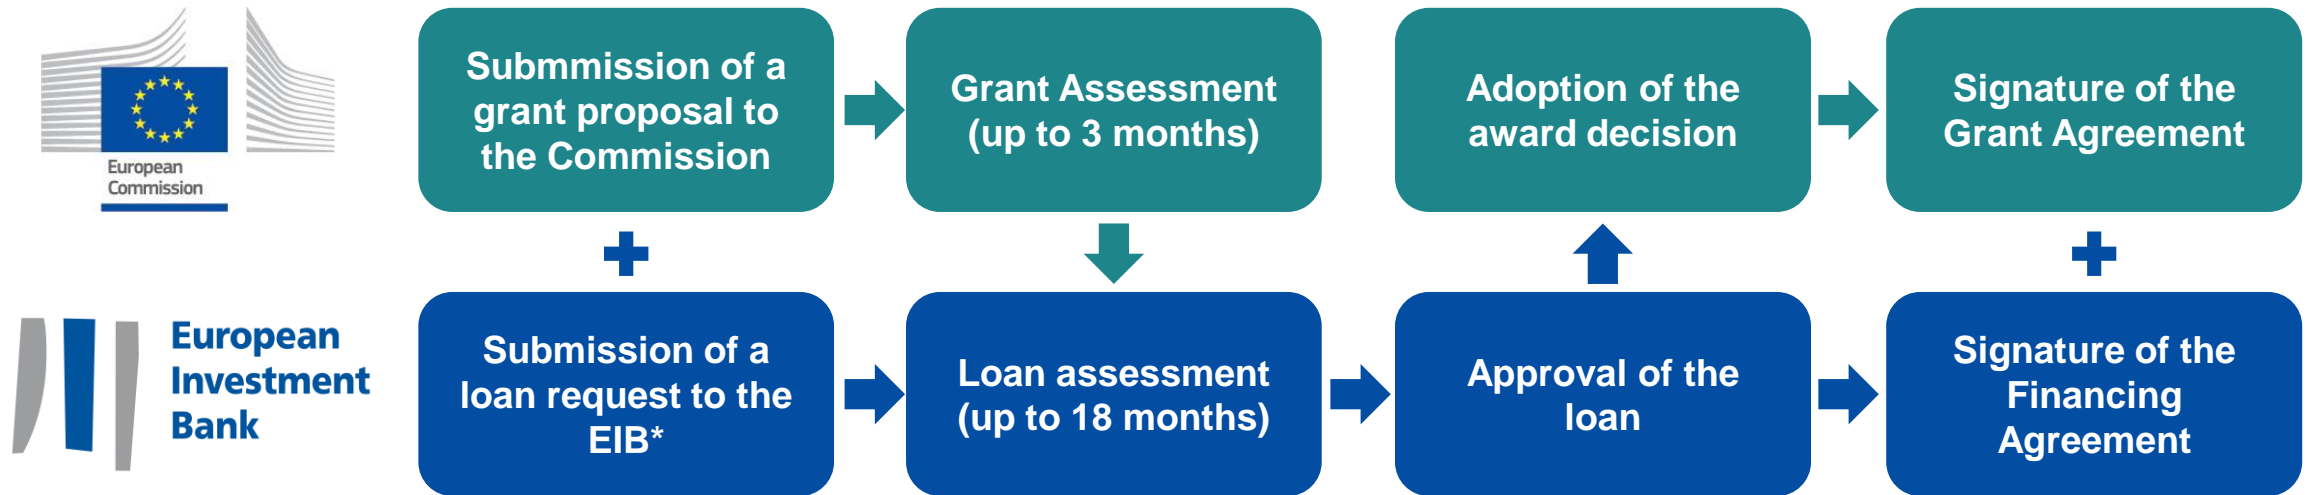 European
Commission
Submmission of a
grant proposal to
the Commission
Grant Assessment
(up to 3 months)
Adoption of the
award decision
Signature of the
Grant Agreement
European
Investment
Bank
Submission of a
loan request to the
EIB*
Loan assessment
(up to 18 months)
Approval of the
loan
Signature of the
Financing
Agreement